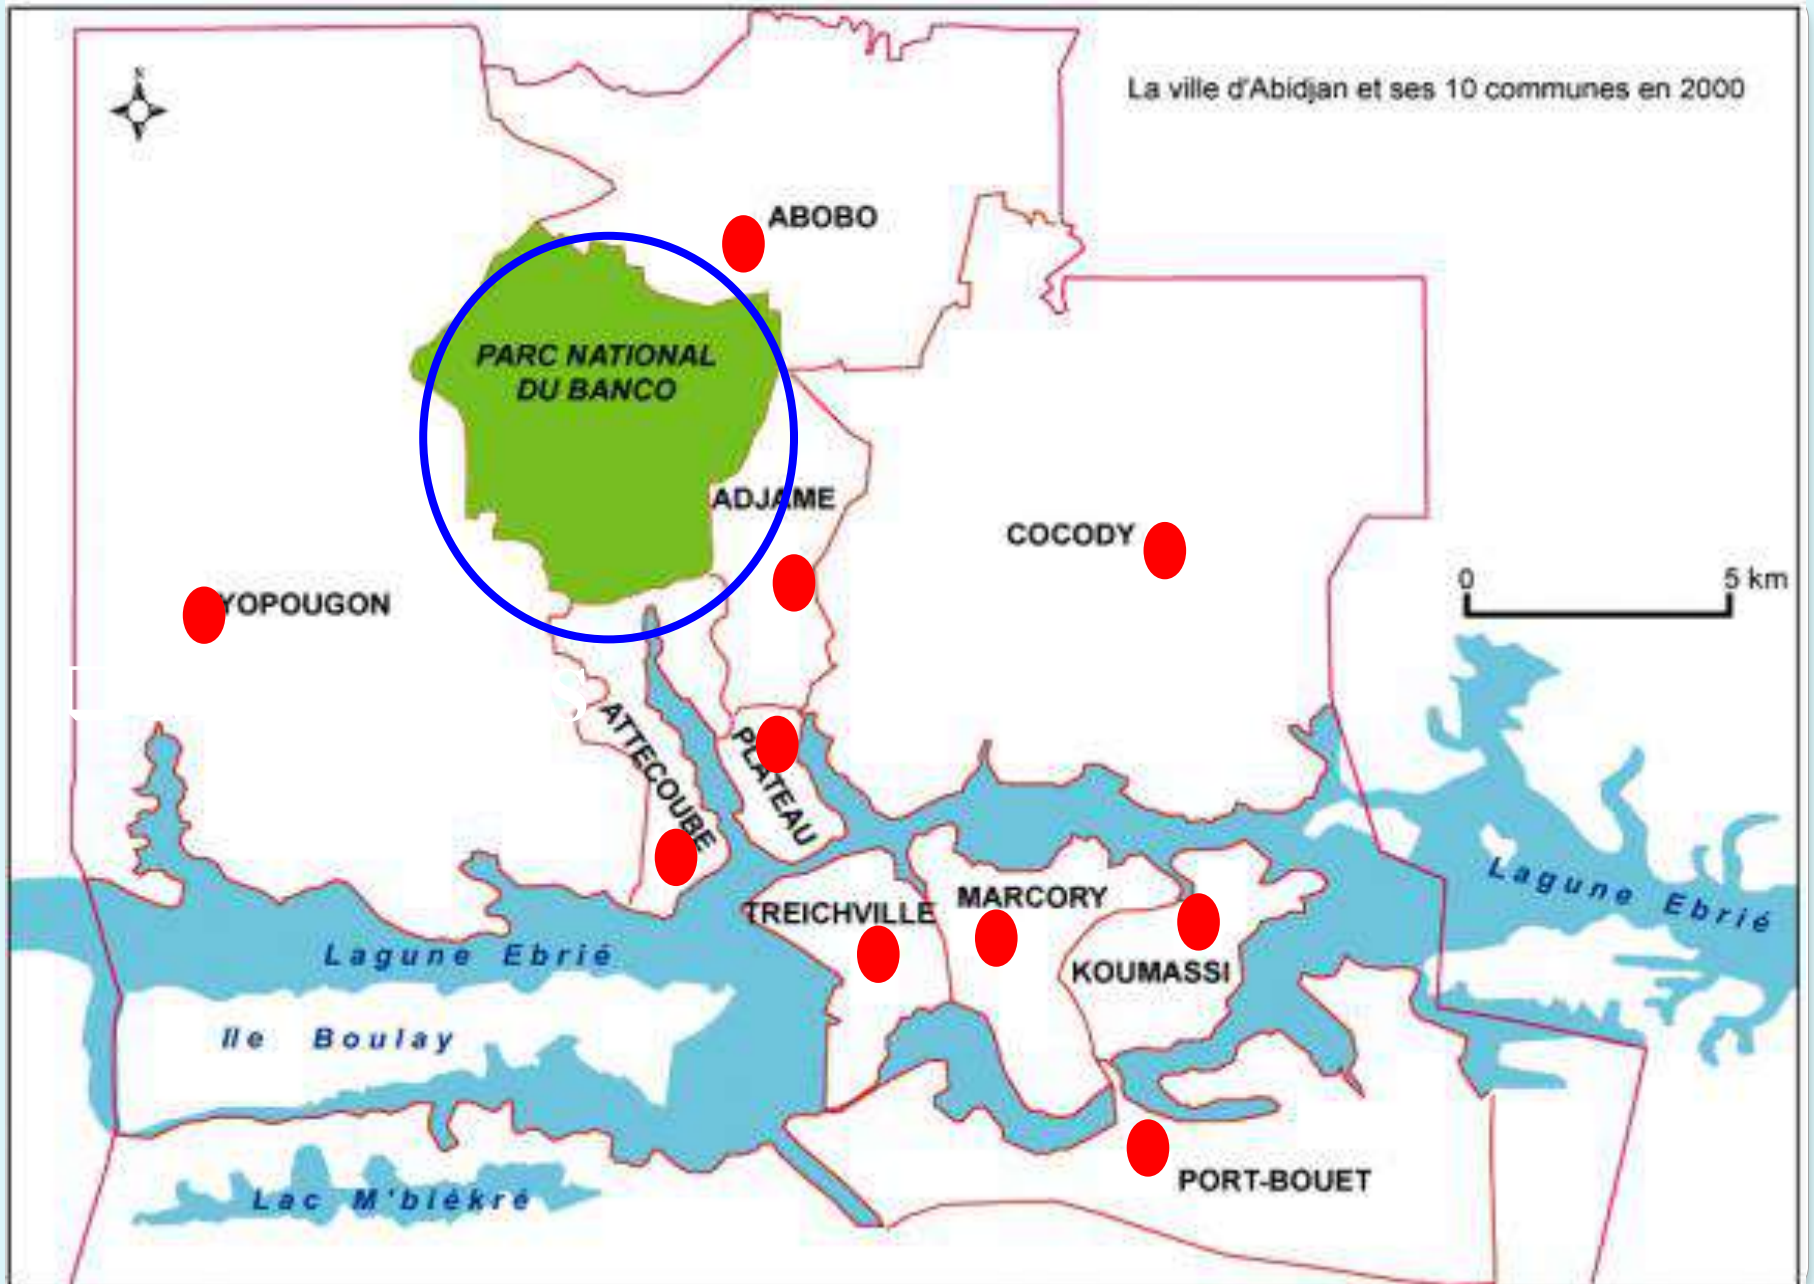 N
La ville d'Abidjan et ses 10 communes en 2000
ABOBO
PARC NATIONAL
DU BANCO
ADJAME
COCODY
0 5 km
YOPOUGON
S
ATTECOUBE
PLATEAU
Lagune Ebrié
MARCORY
TREICHVILLE
Lagune Ebrié
KOUMASSI
Ile Boulay
PORT-BOUET
Lac M'biékré